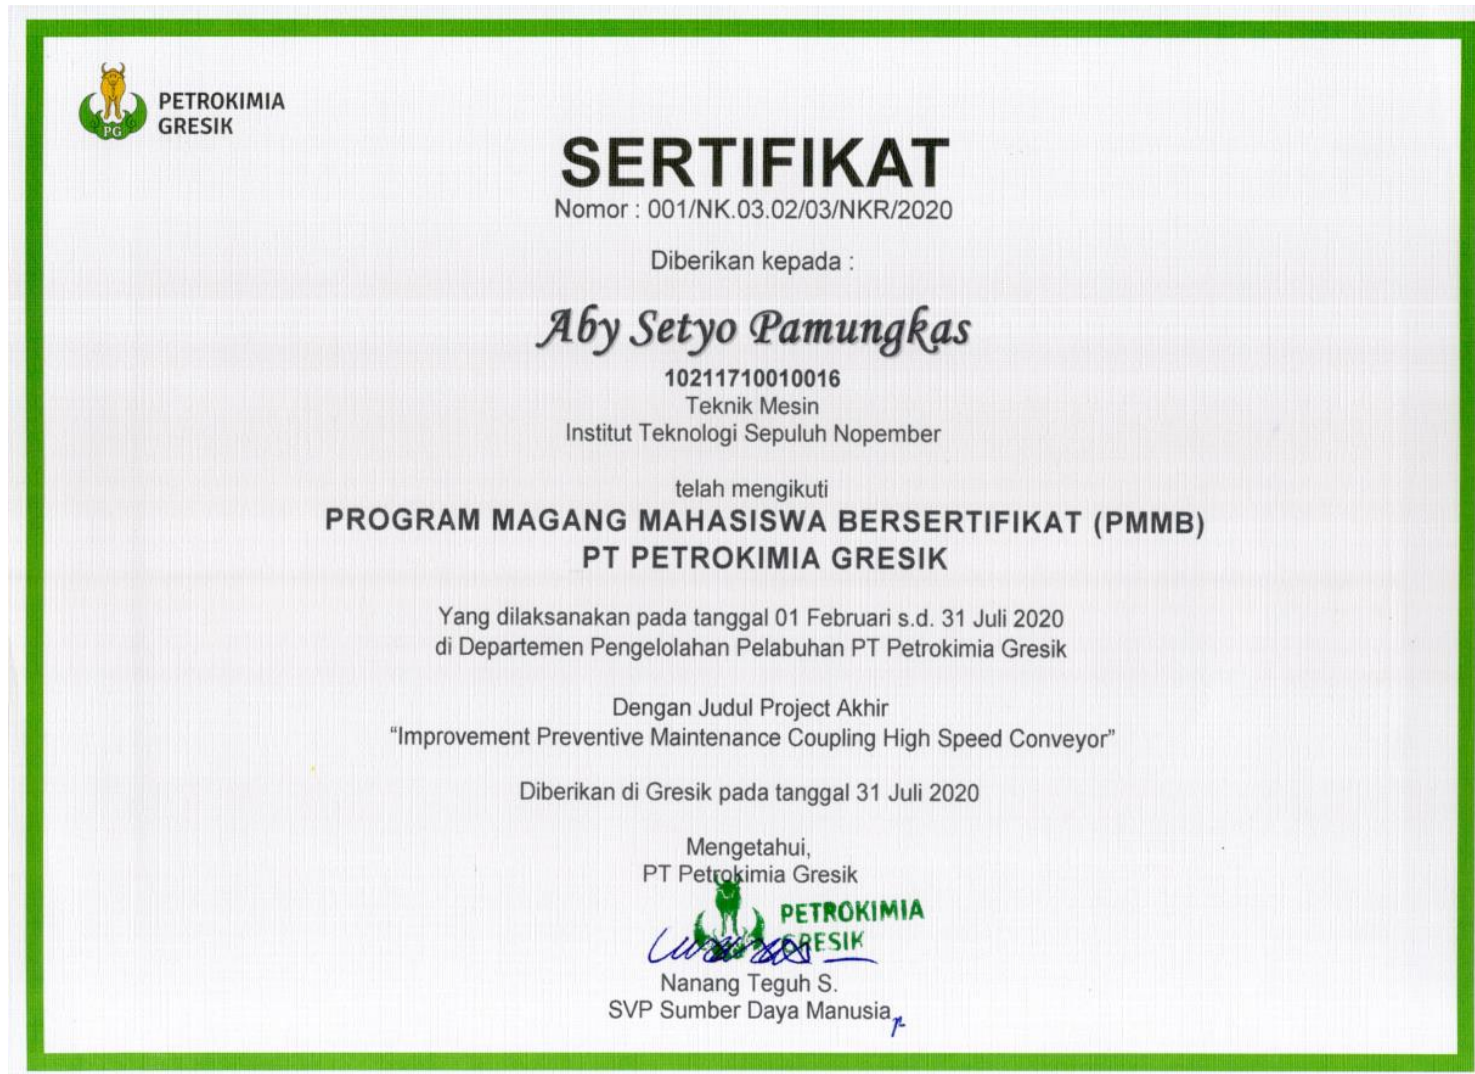 PETROKIMIA
GRESIK
PG
SERTIFIKAT
Nomor : 001/NK.03.02/03/NKR/2020
Diberikan kepada :
Aby Setyo Pamungkas
10211710010016
Teknik Mesin
Institut Teknologi Sepuluh Nopember
telah mengikuti
PROGRAM MAGANG MAHASISWA BERSERTIFIKAT (PMMB)
PT PETROKIMIA GRESIK
Yang dilaksanakan pada tanggal 01 Februari s.d. 31 Juli 2020
di Departemen Pengelolahan Pelabuhan PT Petrokimia Gresik
Dengan Judul Project Akhir
“Improvement Preventive Maintenance Coupling High Speed Conveyor”
Diberikan di Gresik pada tanggal 31 Juli 2020
Mengetahui,
PT Petrokimia Gresik
PETROKIMIA
GRESIK
Nanang Teguh S.
SVP Sumber Daya Manusia